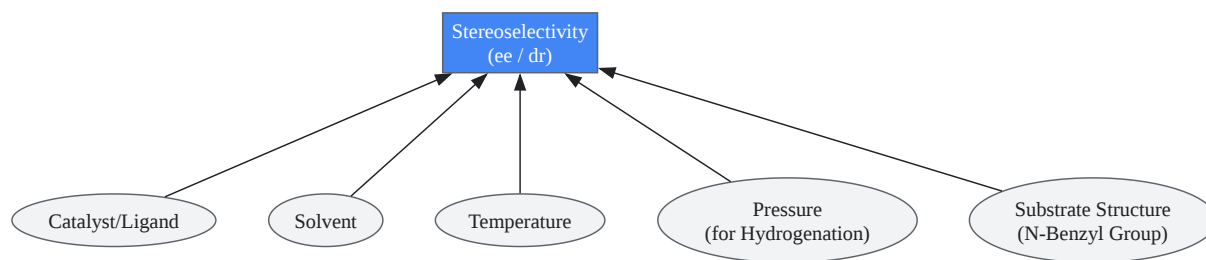 Stereoselectivity
(ee / dr)
Catalyst/Ligand
Solvent
Temperature
Pressure
(for Hydrogenation)
Substrate Structure
(N-Benzyl Group)